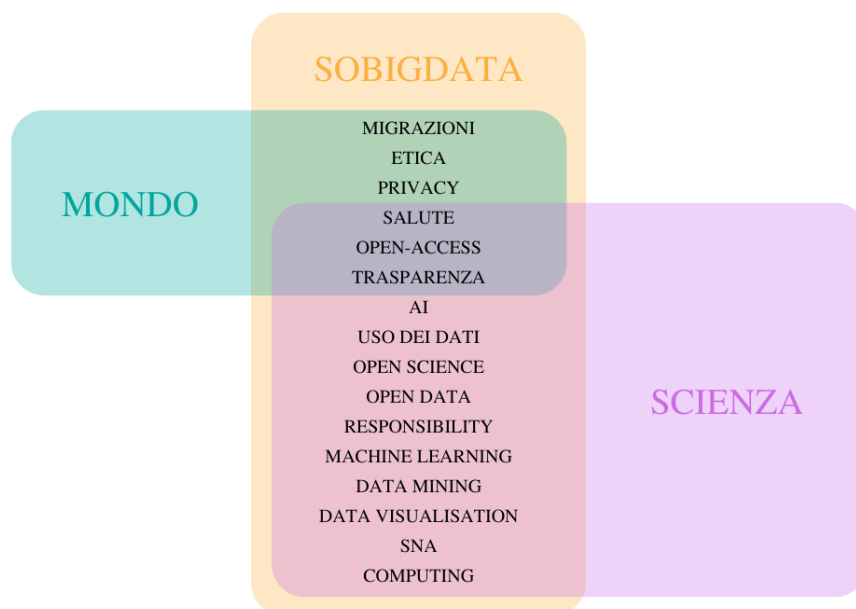 SOBIGDATA
MIGRAZIONI
ETICA
PRIVACY
MONDO
SALUTE
OPEN-ACCESS
TRASPARENZA
AI
USO DEI DATI
OPEN SCIENCE
OPEN DATA
SCIENZA
RESPONSIBILITY
MACHINE LEARNING
DATA MINING
DATA VISUALISATION
SNA
COMPUTING